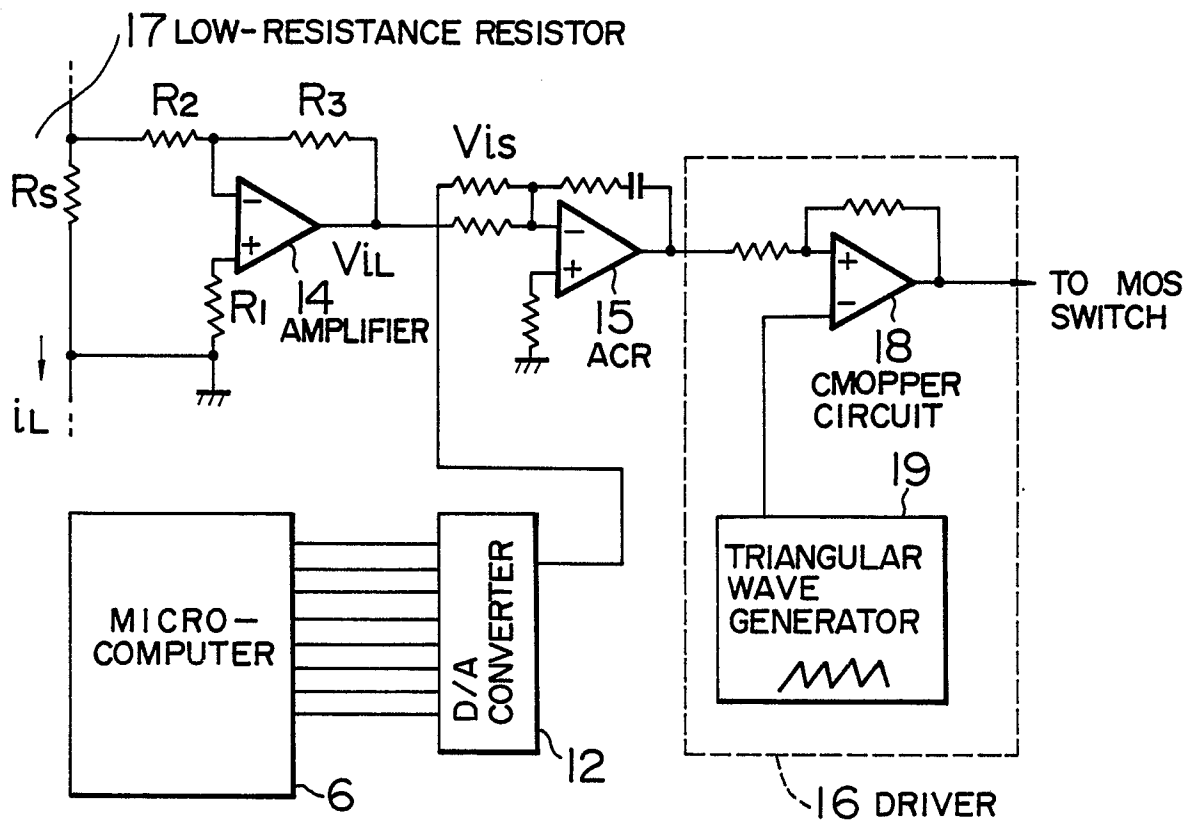 17 LOW-RESISTANCE RESISTOR
R2
R3
Vis
Rs
-
+
ViL
R1
14
AMPLIFIER
iL
-
+
15
ACR
+
-
18
CMOPPER
CIRCUIT
TO MOS
SWITCH
19
TRIANGULAR
WAVE
GENERATOR
MICRO-
COMPUTER
D/A
CONVERTER
6
12
16 DRIVER